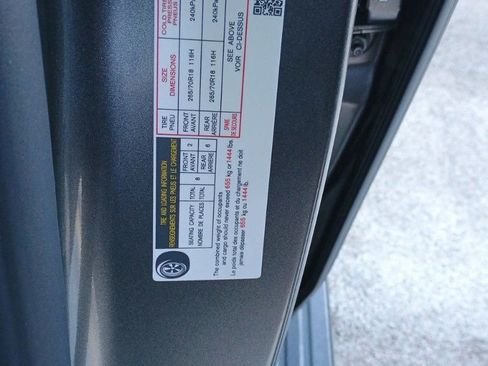 TIRE AND LOADING INFORMATION
RENSEIGNEMENTS SUR LES PNEUS ET LE CHARGEMENT
SEATING CAPACITY TOTAL 8 FRONT 2 REAR 6
NOMBRE DE PLACES TOTAL AVANT ARRIÈRE
The combined weight of occupants
and cargo should never exceed 655 kg or 1444 lbs.
Le poids total des occupants et du chargement ne doit
jamais dépasser 655 kg ou 1444 lb.
TIRE SIZE COLD TIRE
PNEU DIMENSIONS PNEUS
FRONT
AVANT 265/70R18 116H 240kPa
REAR
ARRIÈRE 265/70R18 116H 240kPa
SPARE SEE ABOVE
DE SECOURS VOIR CI-DESSUS